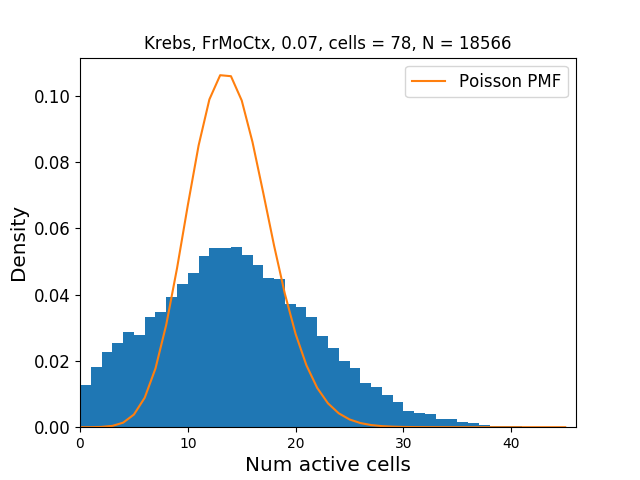 Krebs, FrMoCtx, 0.07, cells = 78, N = 18566
Poisson PMF
0.10
0.08
0.06
0.04
0.02
0.00
Density
0 10 20 30 40
Num active cells